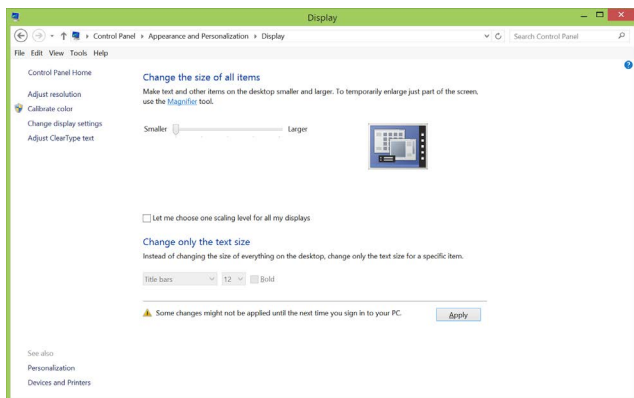 Display
Control Panel ▸ Appearance and Personalization ▸ Display
Search Control Panel
File Edit View Tools Help
Control Panel Home
Adjust resolution
Calibrate color
Change display settings
Adjust ClearType text
Change the size of all items
Make text and other items on the desktop smaller and larger. To temporarily enlarge just part of the screen,
use the Magnifier tool.
Smaller Larger
Let me choose one scaling level for all my displays
Change only the text size
Instead of changing the size of everything on the desktop, change only the text size for a specific item.
Title bars 12 Bold
Some changes might not be applied until the next time you sign in to your PC. Apply
See also
Personalization
Devices and Printers